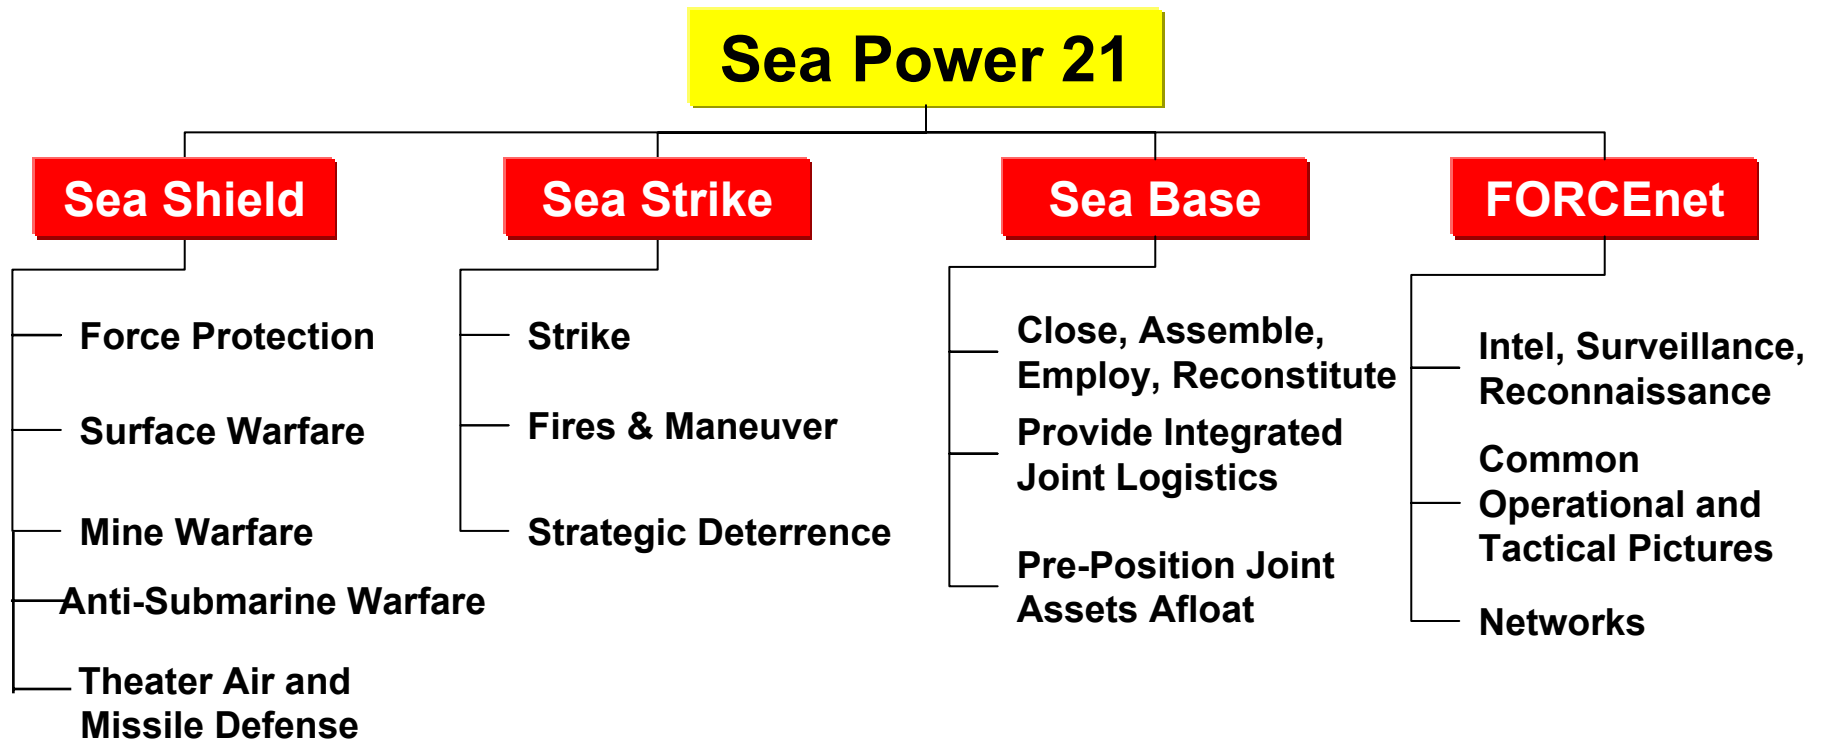 Sea Power 21
Sea Shield
Sea Strike
Sea Base
FORCEnet
Force Protection
Surface Warfare
Mine Warfare
Anti-Submarine Warfare
Theater Air and
Missile Defense
Strike
Fires & Maneuver
Strategic Deterrence
Close, Assemble,
Employ, Reconstitute
Provide Integrated
Joint Logistics
Pre-Position Joint
Assets Afloat
Intel, Surveillance,
Reconnaissance
Common
Operational and
Tactical Pictures
Networks